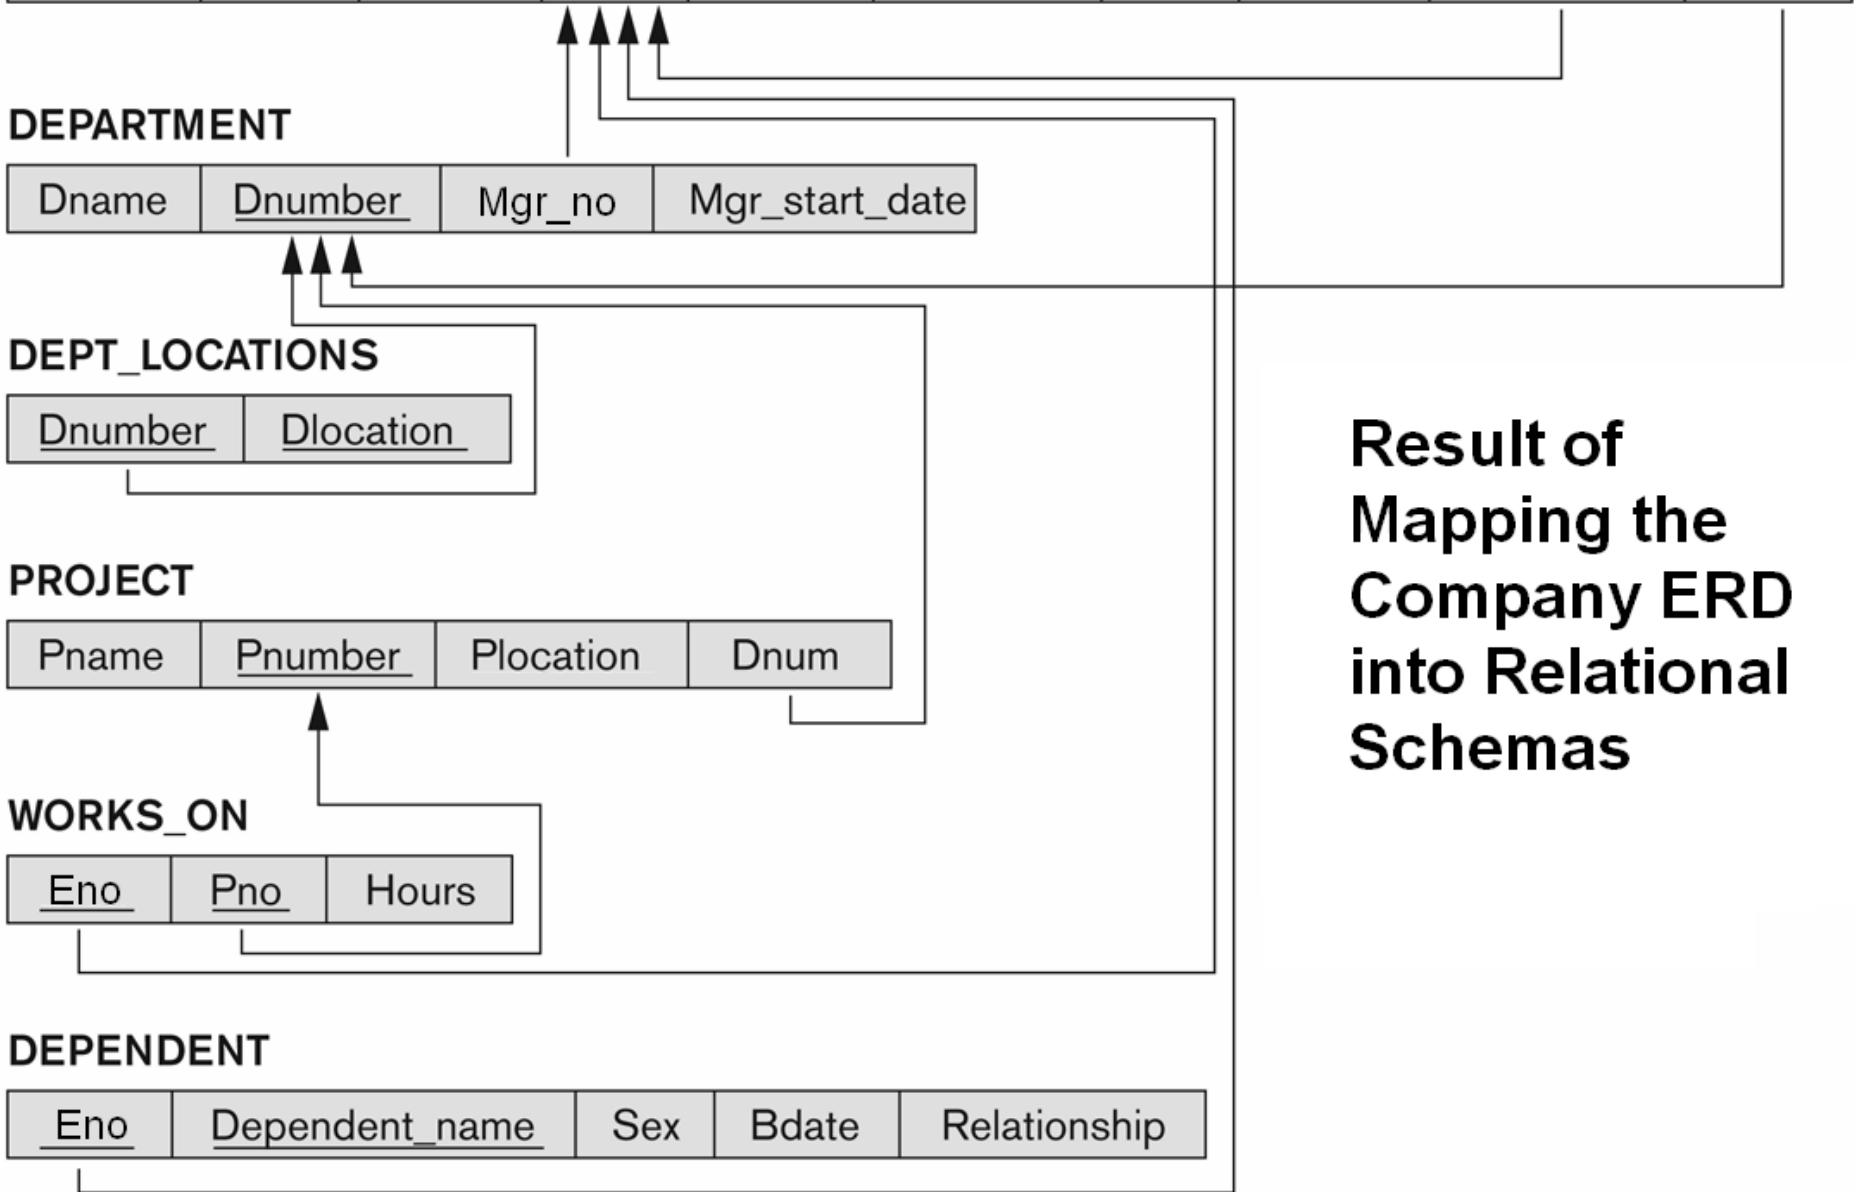 DEPARTMENT
Dname Dnumber Mgr_no Mgr_start_date
DEPT_LOCATIONS
Dnumber Dlocation
PROJECT
Pname Pnumber Plocation Dnum
WORKS_ON
Eno Pno Hours
DEPENDENT
Eno Dependent_name Sex Bdate Relationship
Result of
Mapping the
Company ERD
into Relational
Schemas